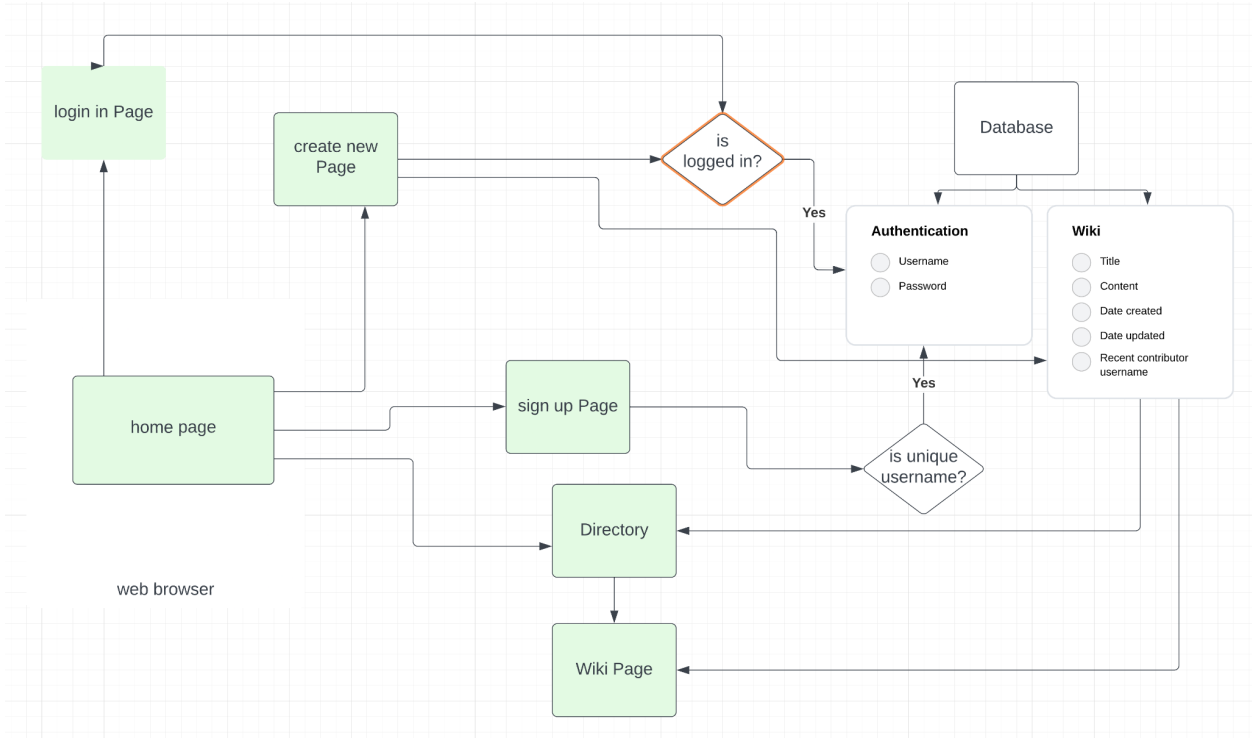 login in Page
create new
Page
is
logged in?
Database
Yes
Authentication
Username
Password
Wiki
Title
Content
Date created
Date updated
Recent contributor
username
home page
sign up Page
Yes
is unique
username?
Directory
web browser
Wiki Page